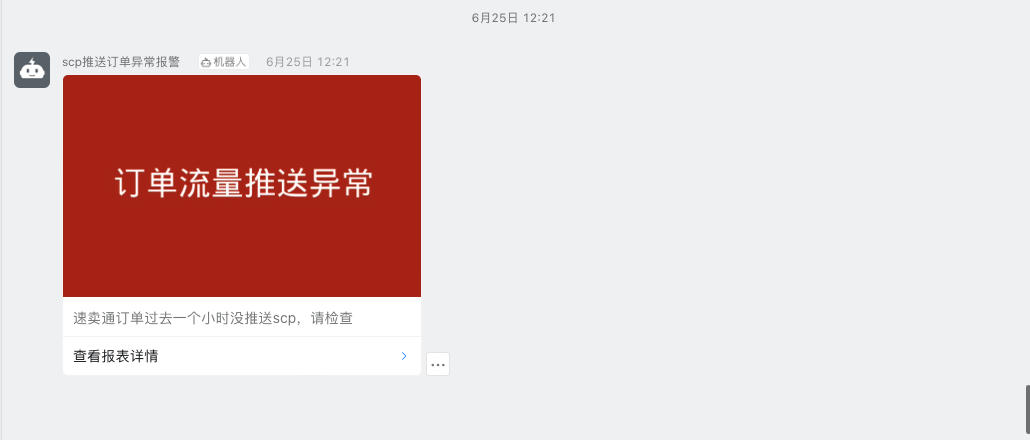 6月25日 12:21
scp推送订单异常报警 机器人 6月25日 12:21
订单流量推送异常
速卖通订单过去一个小时没推送scp，请检查
查看报表详情